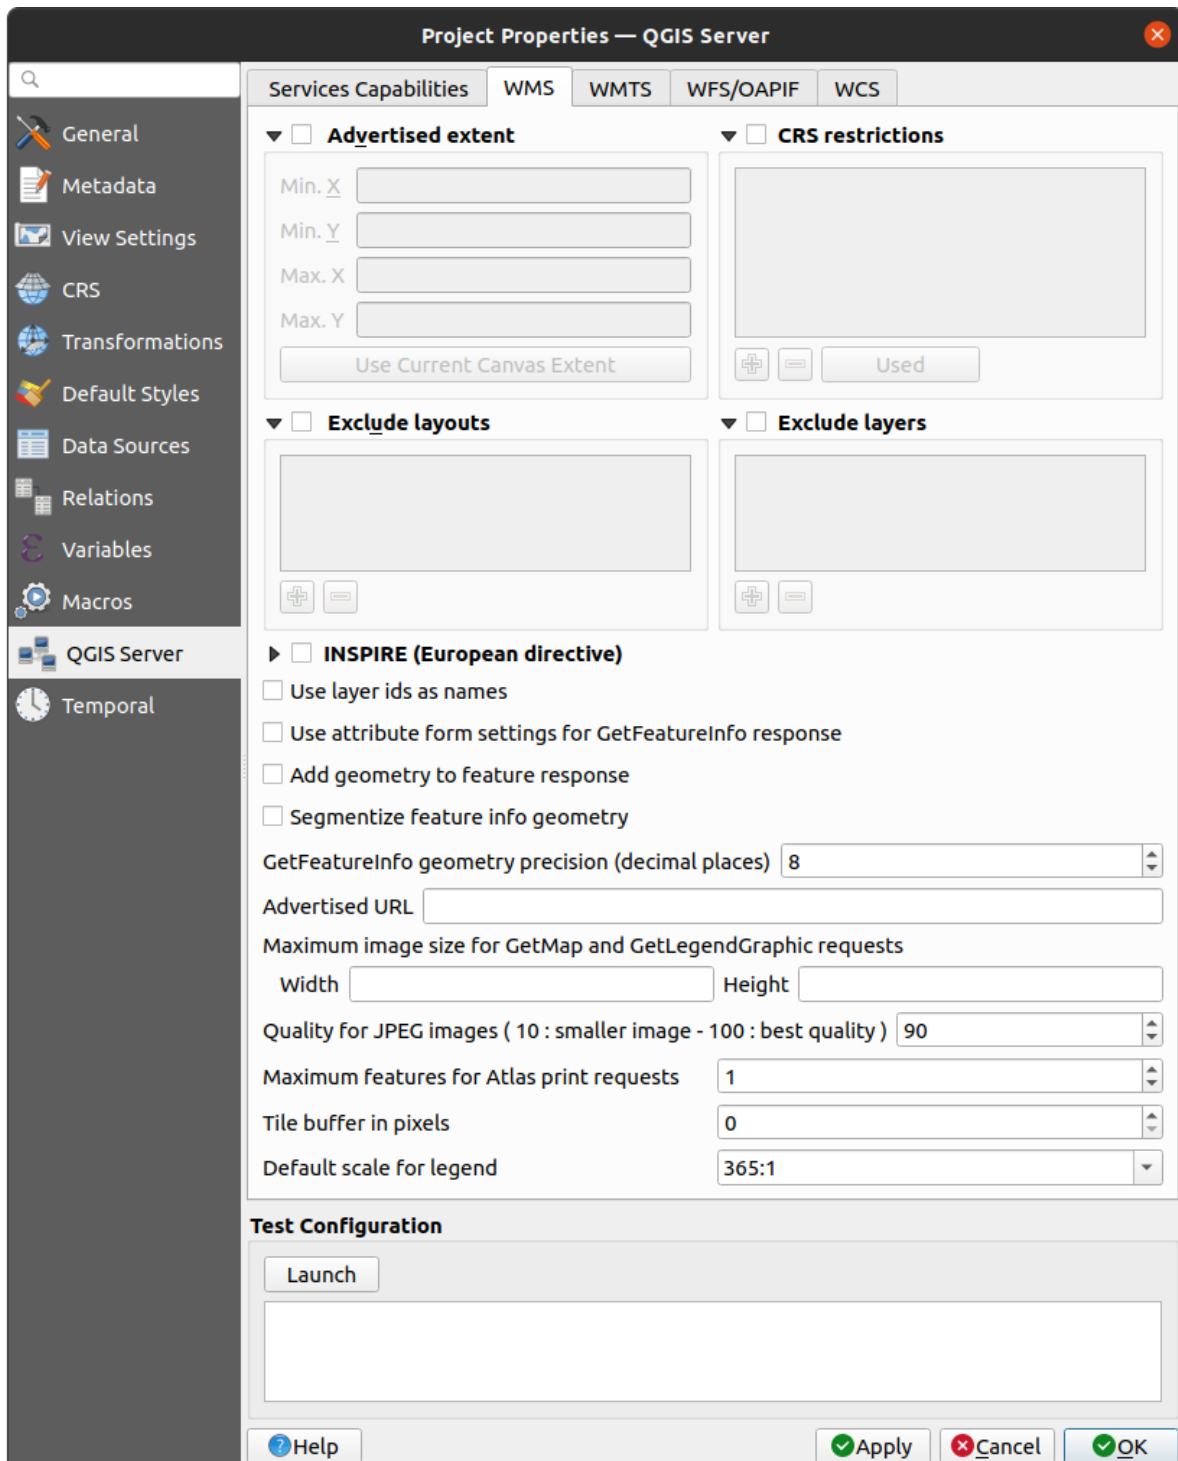 Project Properties — QGIS Server
General
Metadata
View Settings
CRS
Transformations
Default Styles
Data Sources
Relations
Variables
Macros
QGIS Server
Temporal
Services Capabilities WMS WMTS WFS/OAPIF WCS
Advertised extent
Min. X
Min. Y
Max. X
Max. Y
Use Current Canvas Extent
CRS restrictions
Used
Exclude layouts
Exclude layers
INSPIRE (European directive)
Use layer ids as names
Use attribute form settings for GetFeatureInfo response
Add geometry to feature response
Segmentize feature info geometry
GetFeatureInfo geometry precision (decimal places) 8
Advertised URL
Maximum image size for GetMap and GetLegendGraphic requests
Width Height
Quality for JPEG images ( 10 : smaller image - 100 : best quality ) 90
Maximum features for Atlas print requests 1
Tile buffer in pixels 0
Default scale for legend 365:1
Test Configuration
Launch
Help Apply Cancel OK